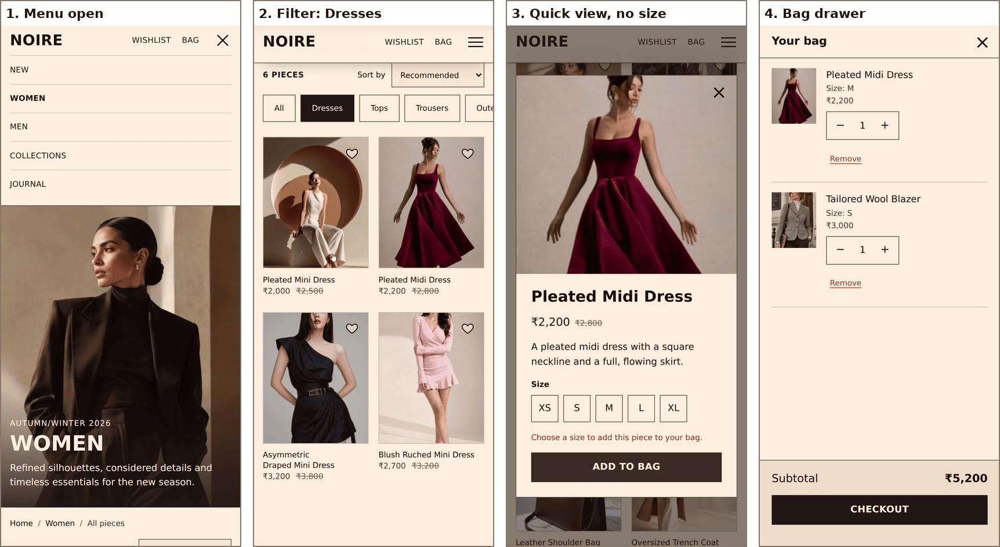 1. Menu open
NOIRE WISHLIST BAG
NEW
WOMEN
MEN
COLLECTIONS
JOURNAL
AUTUMN/WINTER 2026
WOMEN
Refined silhouettes, considered details and
timeless essentials for the new season.
Home / Women / All pieces
2. Filter: Dresses
NOIRE WISHLIST BAG
6 PIECES Sort by Recommended
All Dresses Tops Trousers Oute
Pleated Mini Dress
₹2,000 ₹2,500
Pleated Midi Dress
₹2,200 ₹2,800
Asymmetric
Draped Mini Dress
₹3,200 ₹3,800
Blush Ruched Mini Dress
₹2,700 ₹3,200
3. Quick view, no size
NOIRE WISHLIST BAG
Pleated Midi Dress
₹2,200 ₹2,800
A pleated midi dress with a square
neckline and a full, flowing skirt.
Size
XS S M L XL
Choose a size to add this piece to your bag.
ADD TO BAG
Leather Shoulder Bag
Oversized Trench Coat
4. Bag drawer
Your bag
Pleated Midi Dress
Size: M
₹2,200
− 1 +
Remove
Tailored Wool Blazer
Size: S
₹3,000
− 1 +
Remove
Subtotal ₹5,200
CHECKOUT